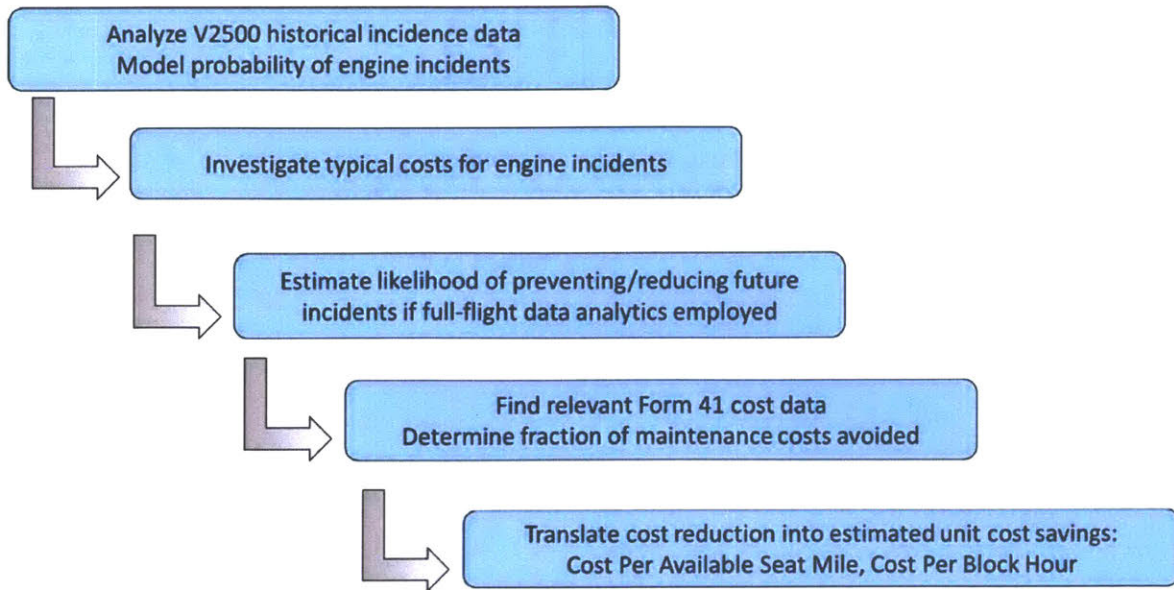 Analyze V2500 historical incidence data
Model probability of engine incidents
Investigate typical costs for engine incidents
Estimate likelihood of preventing/reducing future
incidents if full-flight data analytics employed
Find relevant Form 41 cost data
Determine fraction of maintenance costs avoided
Translate cost reduction into estimated unit cost savings:
Cost Per Available Seat Mile, Cost Per Block Hour